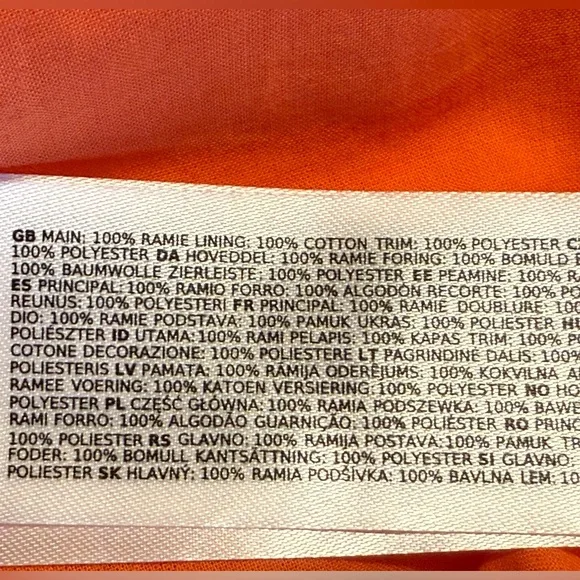 GB MAIN: 100% RAMIE LINING: 100% COTTON TRIM: 100% POLYESTER
100% POLYESTER DA HOVEDDEL: 100% RAMIE FORING: 100% BOMULD
100% BAUMWOLLE ZIERLEISTE: 100% POLYESTER EE PEAMINE: 100%
ES PRINCIPAL: 100% RAMIO FORRO: 100% ALGODÓN RECORTE: 100%
REUNUS: 100% POLYESTERI FR PRINCIPAL: 100% RAMIE DOUBLURE:
DIO: 100% RAMIE PODSTAVA: 100% PAMUK UKRAS: 100% POLIESTER
POLIÉSZTER ID UTAMA: 100% RAMI PELAPIS: 100% KAPAS TRIM: 100%
COTONE DECORAZIONE: 100% POLIESTERE LT PAGRINDINĖ DALIS:
POLIESTERIS LV PAMATA: 100% RĀMIJA ODERĒJUMS: 100% KOKVILNA
RAMEE VOERING: 100% KATOEN VERSIERING 100% POLYESTER NO
POLYESTER PL CZĘŚĆ GŁÓWNA: 100% RAMIA PODSZEWKA: 100%
RAMI FORRO: 100% ALGODÃO GUARNIÇÃO: 100% POLIÉSTER RO
100% POLIESTER RS GLAVNO: 100% RAMIJA POSTAVA: 100% PAMUK
FODER: 100% BOMULL KANTSÄTTNING: 100% POLYESTER SI GLAVNO:
POLIESTER SK HLAVNÝ: 100% RAMIA PODŠÍVKA: 100% BAVLNA LEM: